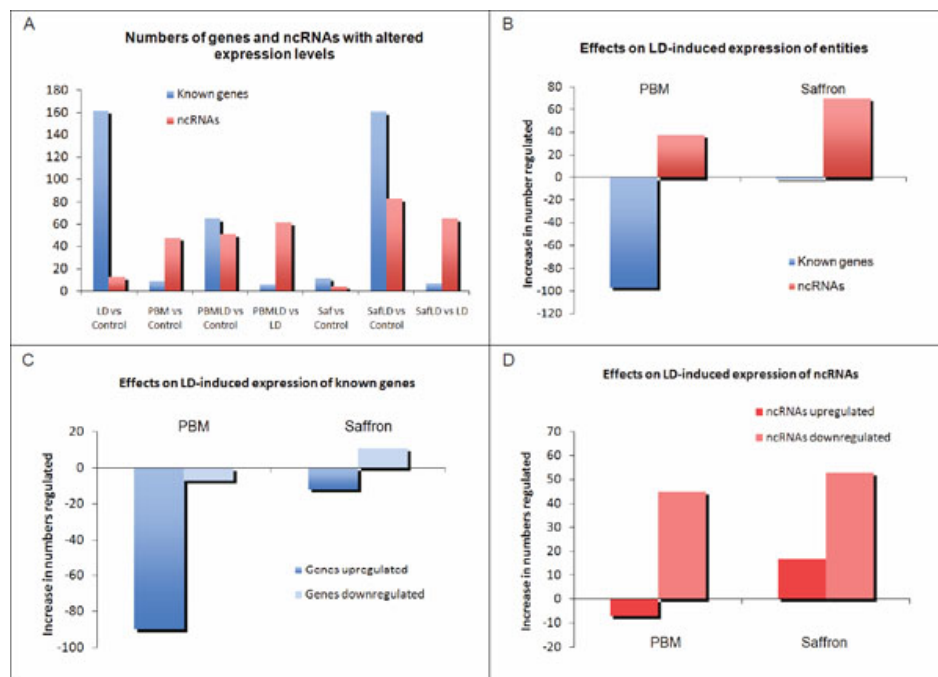 A
Numbers of genes and ncRNAs with altered
expression levels
180
160
140
120
100
80
60
40
20
0
Known genes
ncRNAs
LD vs
Control
PBM vs
Control
PBMLD vs
Control
PBMLD vs
LD
Saf vs
Control
SafLD vs
Control
SafLD vs LD
B
Effects on LD-induced expression of entities
PBM
Saffron
Increase in number regulated
80
60
40
20
0
-20
-40
-60
-80
-100
-120
Known genes
ncRNAs
C
Effects on LD-induced expression of known genes
PBM
Saffron
Increase in numbers regulated
20
0
-20
-40
-60
-80
-100
Genes upregulated
Genes downregulated
D
Effects on LD-induced expression of ncRNAs
ncRNAs upregulated
ncRNAs downregulated
Increase in numbers regulated
70
60
50
40
30
20
10
0
-10
-20
PBM
Saffron